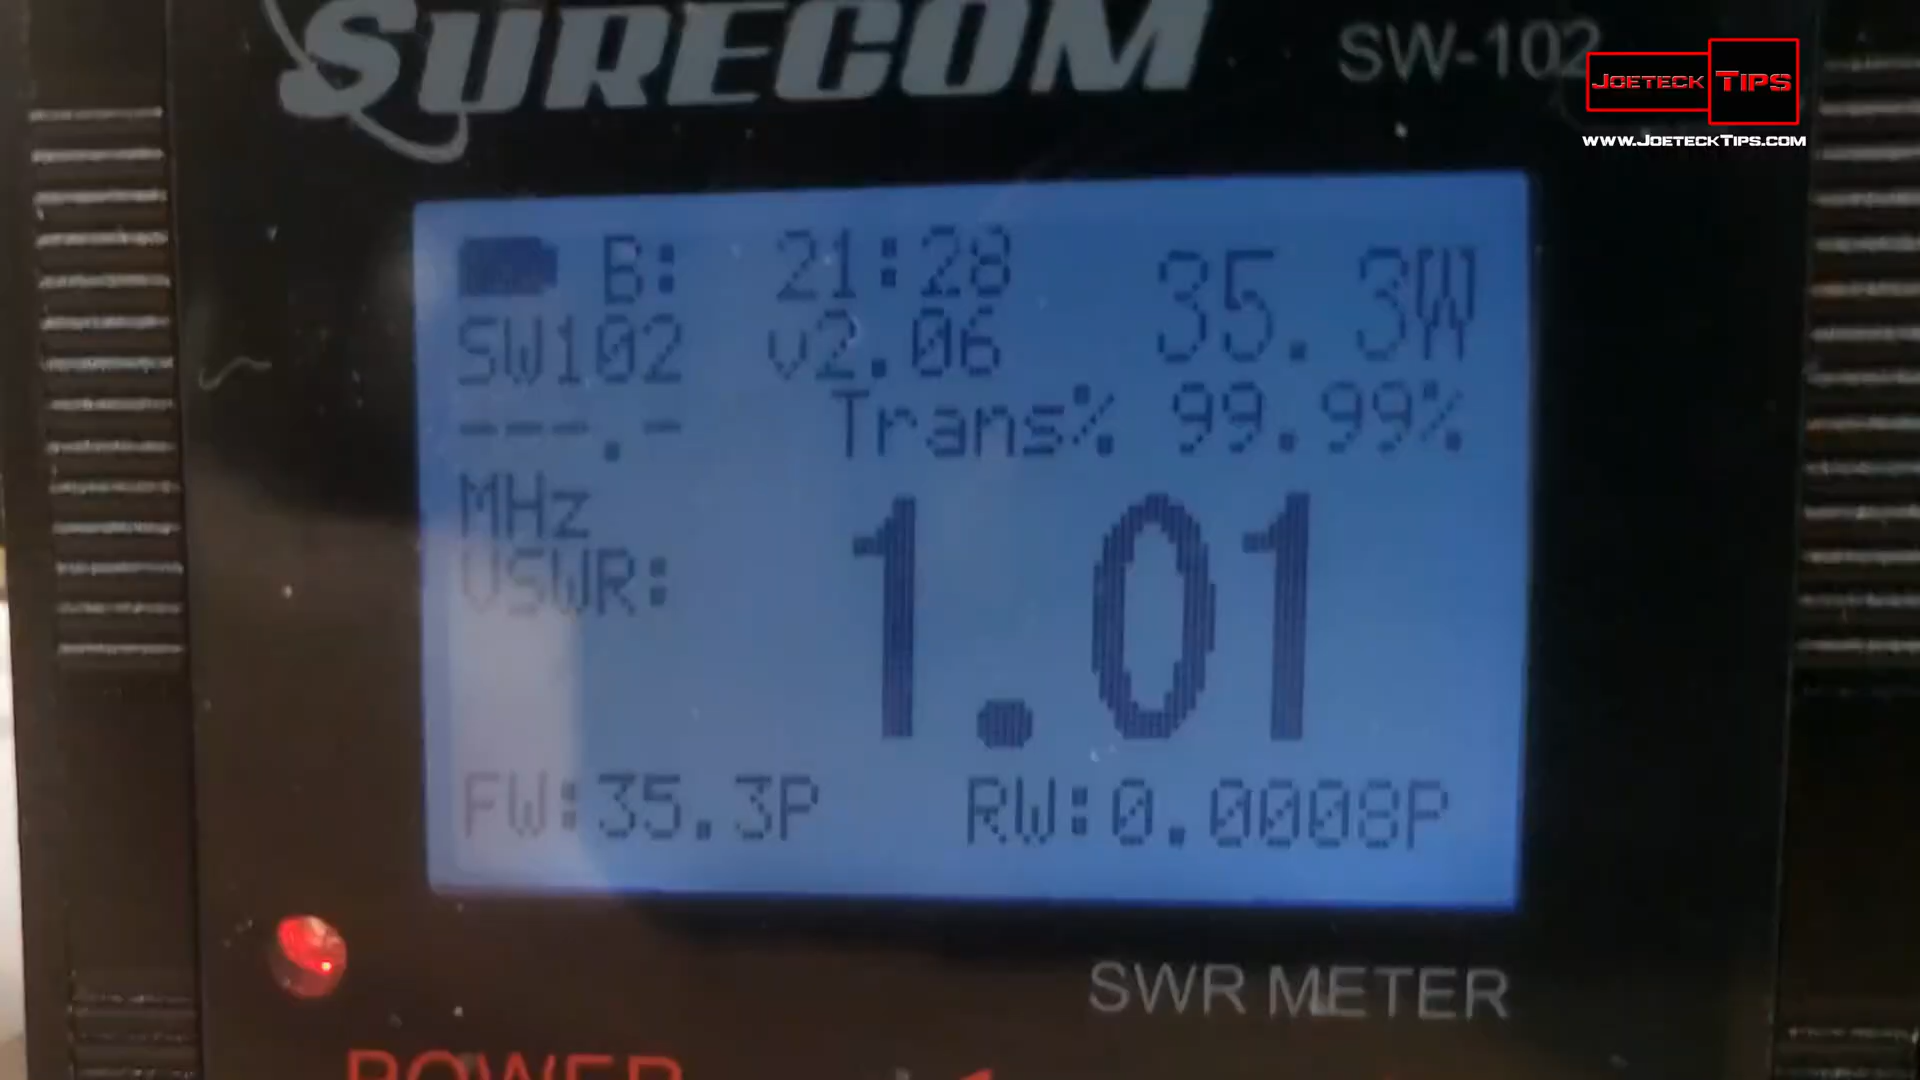 SURECOM SW-102
JOETECK TIPS
WWW.JOETECKTIPS.COM
B: 21:28 35.3W
SW102 v2.06
---.- Trans% 99.99%
MHz
VSWR: 1.01
FW:35.3P RW:0.0008P
SWR METER
POWER